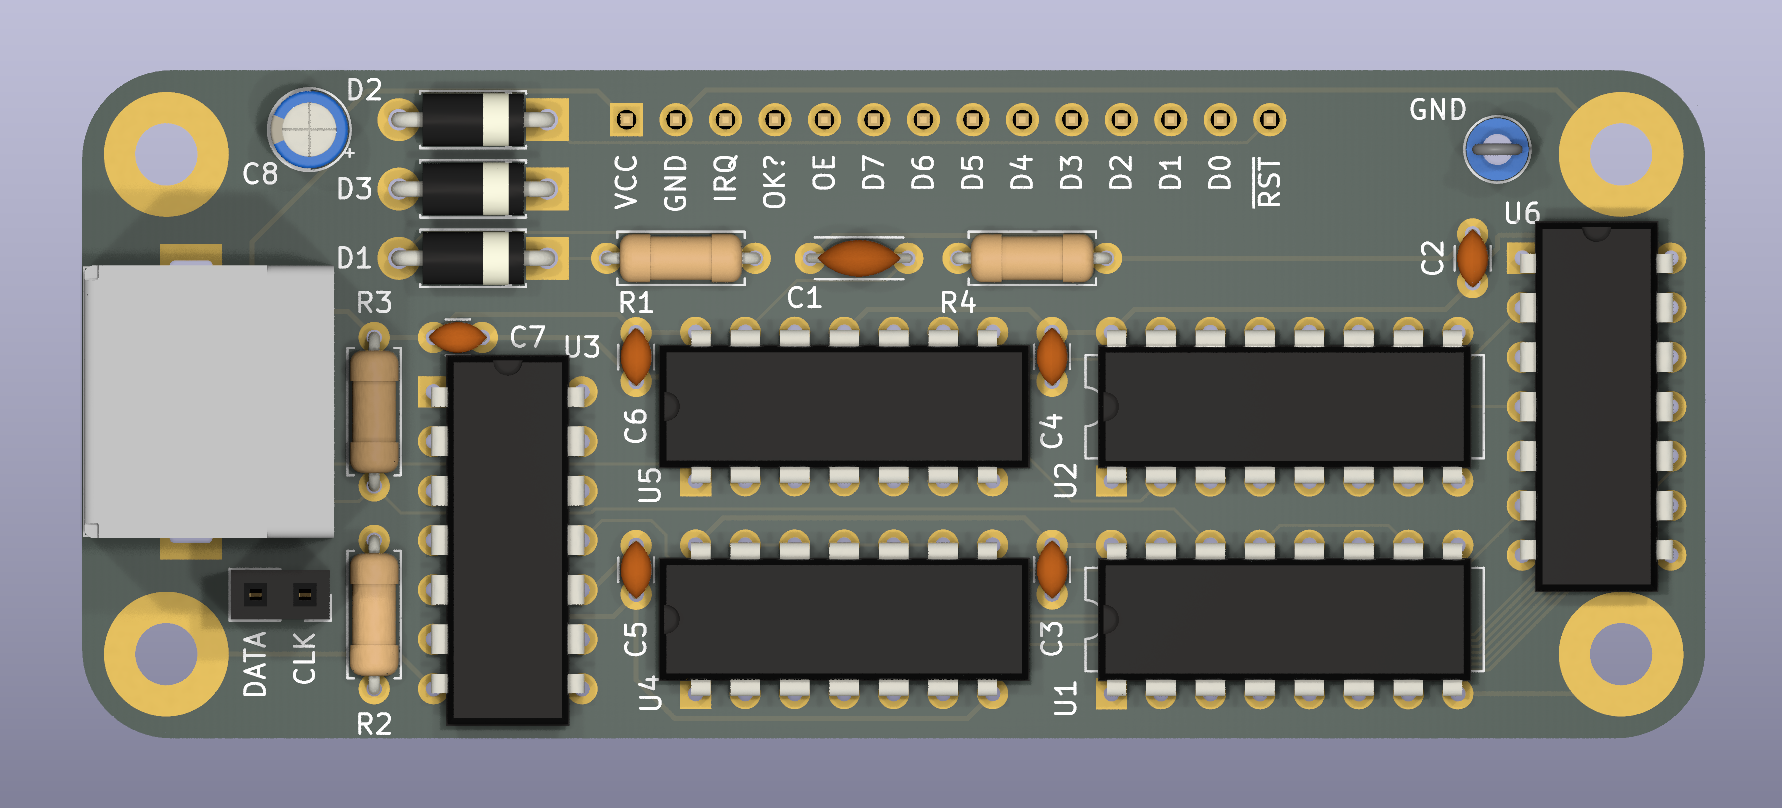 D2
GND
+
C8
D3
VCC
GND
IRQ
OK?
OE
D7
D6
D5
D4
D3
D2
D1
D0
RST
U6
D1
C2
R3
R1
C1
R4
C7
U3
C6
C4
U5
U2
DATA
CLK
C5
C3
U4
U1
R2